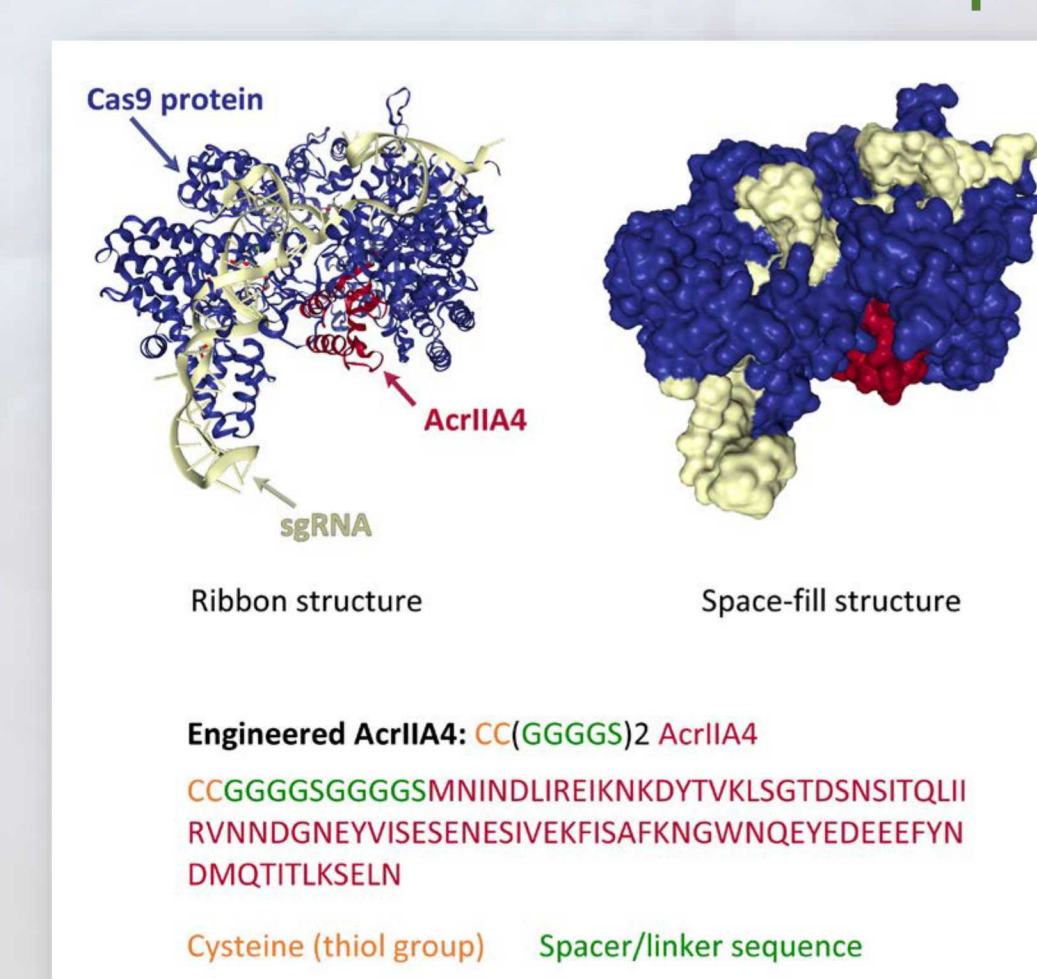 Cas9 protein
AcrIIA4
sgRNA
Ribbon structure
Space-fill structure
Engineered AcrIIA4: CC(GGGGS)2 AcrIIA4
CCGGGGSGGGGSMNINDLIREIKNKDYTVKLSGTDSNSITQLII
RVNNDGNEYVISESENESIVEKFISAFKNGWNQEYEDEEEFYN
DMQTITLKSELN
Cysteine (thiol group)
Spacer/linker sequence